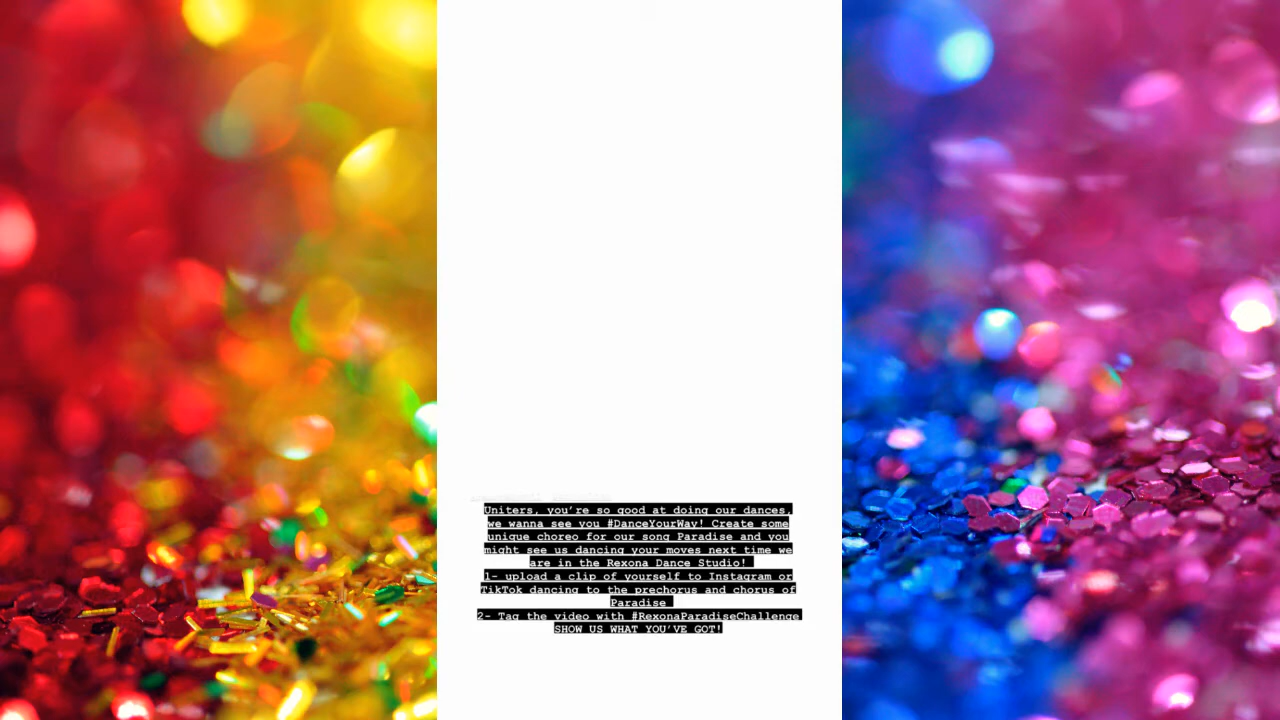 Uniters, you're so good at doing our dances,
we wanna see you #DanceYourWay! Create some
unique choreo for our song Paradise and you
might see us dancing your moves next time we
are in the Rexona Dance Studio!
1- upload a clip of yourself to Instagram or
TikTok dancing to the prechorus and chorus of
Paradise
2- Tag the video with #RexonaParadiseChallenge
SHOW US WHAT YOU'VE GOT!